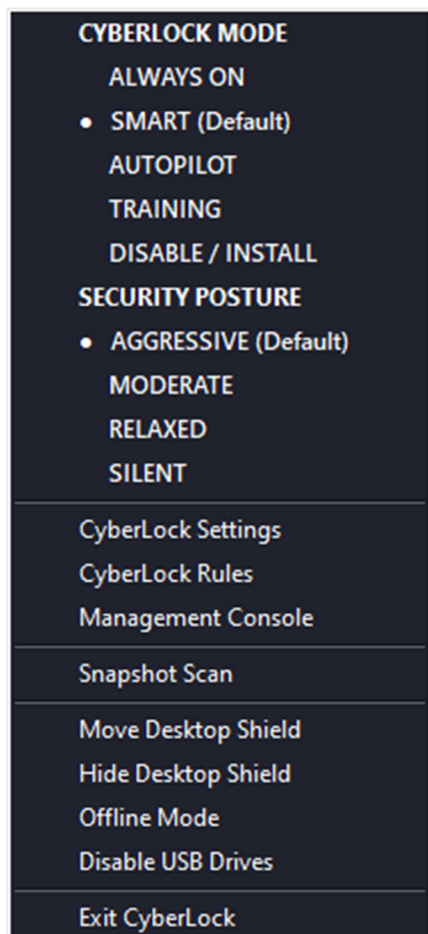 CYBERLOCK MODE
ALWAYS ON
• SMART (Default)
AUTOPILOT
TRAINING
DISABLE / INSTALL
SECURITY POSTURE
• AGGRESSIVE (Default)
MODERATE
RELAXED
SILENT
CyberLock Settings
CyberLock Rules
Management Console
Snapshot Scan
Move Desktop Shield
Hide Desktop Shield
Offline Mode
Disable USB Drives
Exit CyberLock